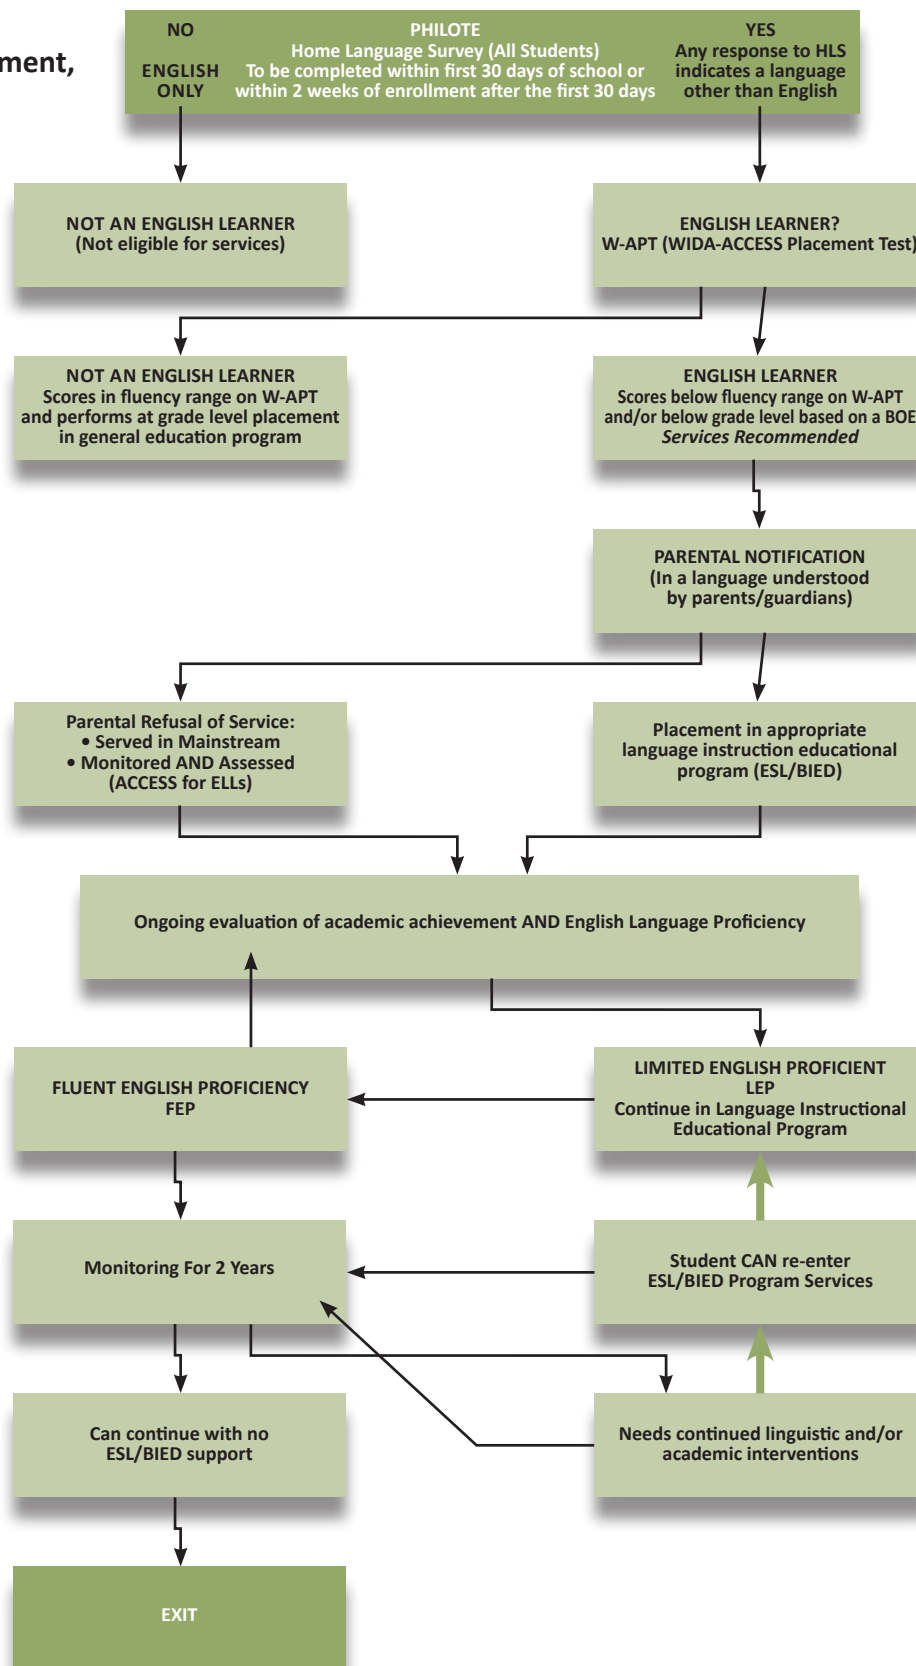 ment,
NO
ENGLISH
ONLY
PHILOTE
Home Language Survey (All Students)
To be completed within first 30 days of school or
within 2 weeks of enrollment after the first 30 days
YES
Any response to HLS
indicates a language
other than English
NOT AN ENGLISH LEARNER
(Not eligible for services)
ENGLISH LEARNER?
W-APT (WIDA-ACCESS Placement Test)
NOT AN ENGLISH LEARNER
Scores in fluency range on W-APT
and performs at grade level placement
in general education program
ENGLISH LEARNER
Scores below fluency range on W-APT
and/or below grade level based on a BOE
Services Recommended
PARENTAL NOTIFICATION
(In a language understood
by parents/guardians)
Parental Refusal of Service:
• Served in Mainstream
• Monitored AND Assessed
(ACCESS for ELLs)
Placement in appropriate
language instruction educational
program (ESL/BIED)
Ongoing evaluation of academic achievement AND English Language Proficiency
FLUENT ENGLISH PROFICIENCY
FEP
LIMITED ENGLISH PROFICIENT
LEP
Continue in Language Instructional
Educational Program
Monitoring For 2 Years
Student CAN re-enter
ESL/BIED Program Services
Can continue with no
ESL/BIED support
Needs continued linguistic and/or
academic interventions
EXIT